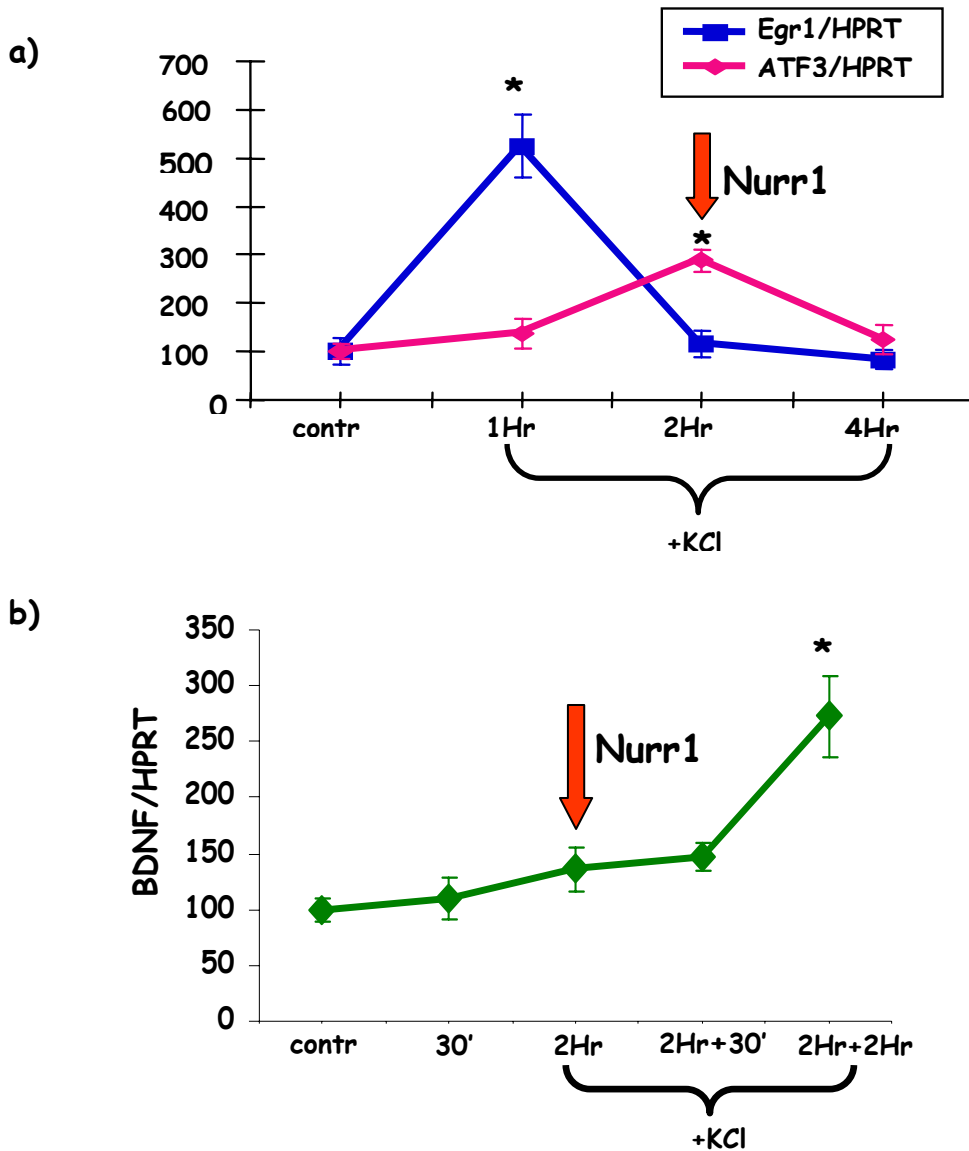 a)
Egr1/HPRT
ATF3/HPRT
700
600
500
400
300
200
100
0
*
Nurr1
*
contr 1Hr 2Hr 4Hr
+KCl
b)
BDNF/HPRT
350
300
250
200
150
100
50
0
*
Nurr1
contr 30' 2Hr 2Hr+30' 2Hr+2Hr
+KCl